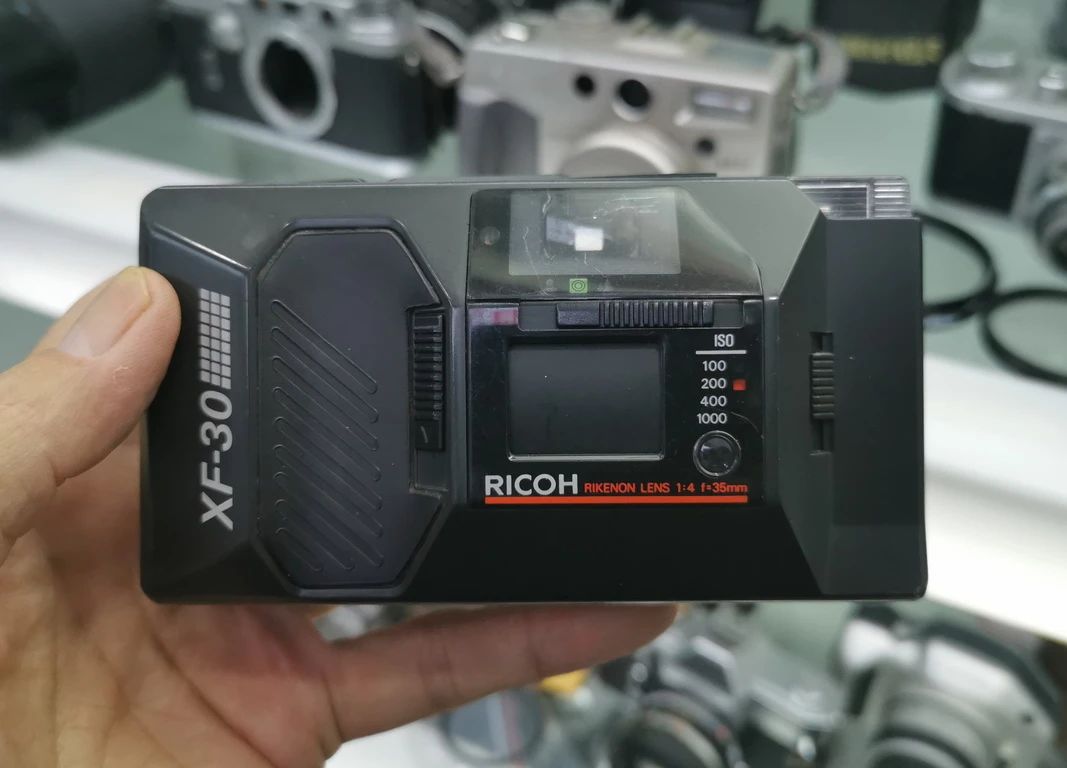 XF-30
ISO
100
200
400
1000
RICOH RIKENON LENS 1:4 f=35mm